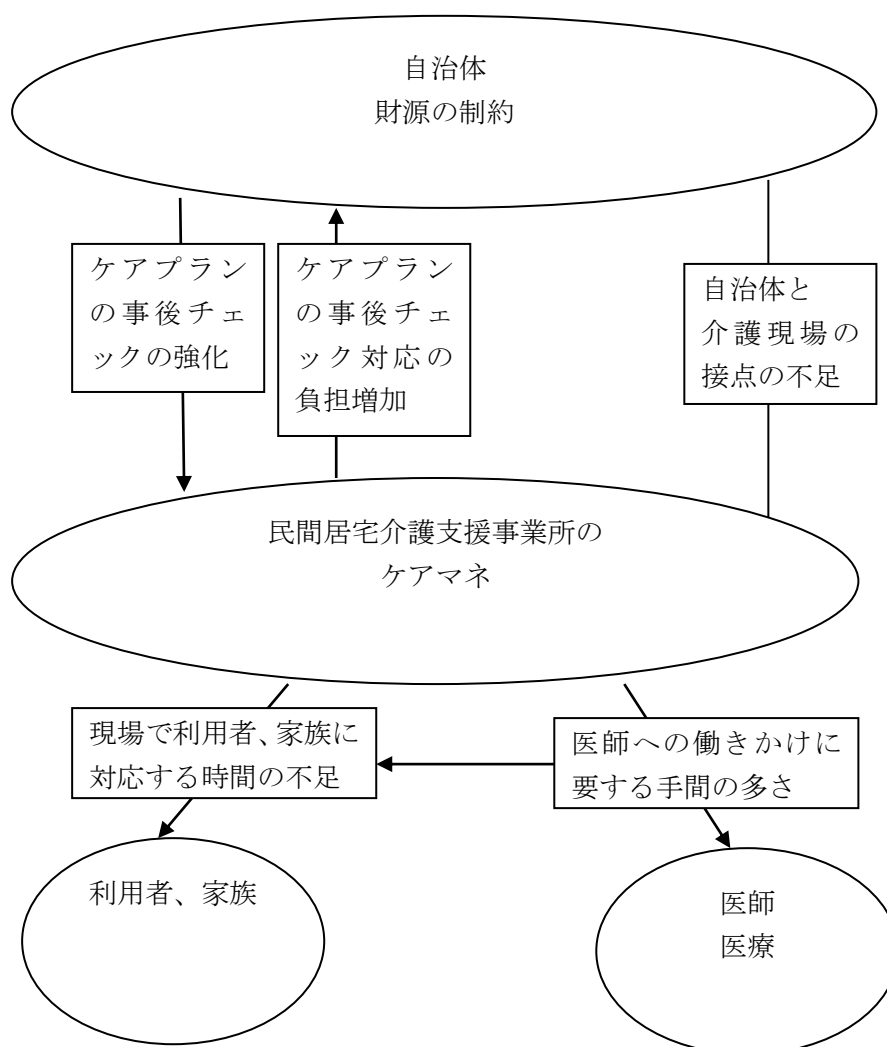 自治体
財源の制約
ケアプラン
の事後チェ
ックの強化
ケアプラン
の事後チェ
ック対応の
負担増加
自治体と
介護現場の
接点の不足
民間居宅介護支援事業所の
ケアマネ
現場で利用者、家族に
対応する時間の不足
医師への働きかけに
要する手間の多さ
利用者、家族
医師
医療